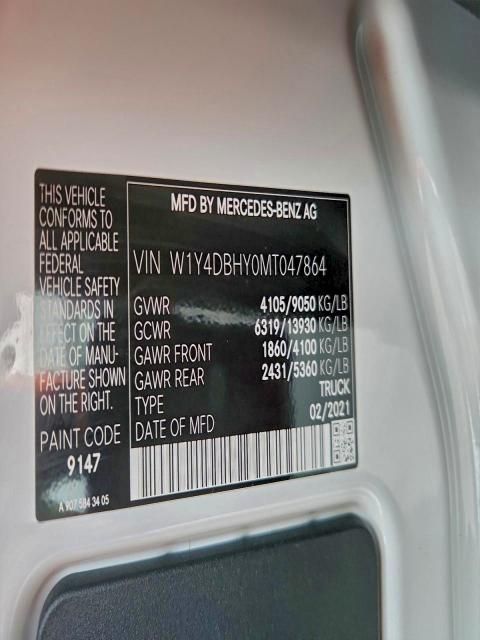 THIS VEHICLE
CONFORMS TO
ALL APPLICABLE
FEDERAL
VEHICLE SAFETY
STANDARDS IN
EFFECT ON THE
DATE OF MANU-
FACTURE SHOWN
ON THE RIGHT.
PAINT CODE
9147
A 907 584 34 05
MFD BY MERCEDES-BENZ AG
VIN W1Y4DBHY0MT047864
GVWR 4105/9050 KG/LB
GCWR 6319/13930 KG/LB
GAWR FRONT 1860/4100 KG/LB
GAWR REAR 2431/5360 KG/LB
TYPE TRUCK
DATE OF MFD 02/2021